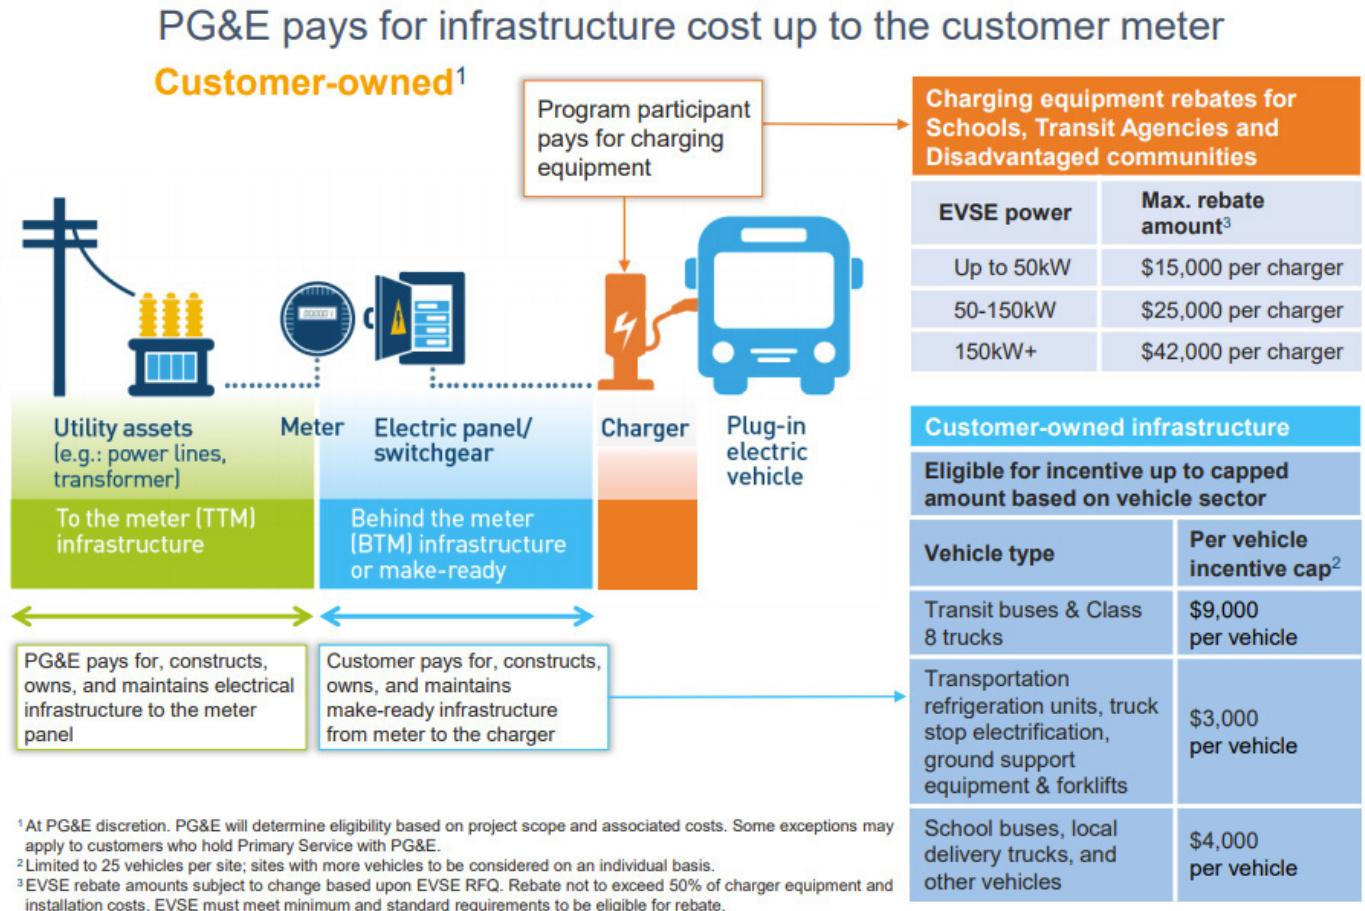 PG&E pays for infrastructure cost up to the customer meter
Customer-owned1
Program participant
pays for charging
equipment
Utility assets
(e.g.: power lines,
transformer)
Meter
Electric panel/
switchgear
Charger
Plug-in
electric
vehicle
To the meter (TTM)
infrastructure
Behind the meter
(BTM) infrastructure
or make-ready
PG&E pays for, constructs,
owns, and maintains electrical
infrastructure to the meter
panel
Customer pays for, constructs,
owns, and maintains
make-ready infrastructure
from meter to the charger
Charging equipment rebates for
Schools, Transit Agencies and
Disadvantaged communities
EVSE power
Max. rebate
amount3
Up to 50kW
$15,000 per charger
50-150kW
$25,000 per charger
150kW+
$42,000 per charger
Customer-owned infrastructure
Eligible for incentive up to capped
amount based on vehicle sector
Vehicle type
Per vehicle
incentive cap2
Transit buses & Class
8 trucks
$9,000
per vehicle
Transportation
refrigeration units, truck
stop electrification,
ground support
equipment & forklifts
$3,000
per vehicle
School buses, local
delivery trucks, and
other vehicles
$4,000
per vehicle
1 At PG&E discretion. PG&E will determine eligibility based on project scope and associated costs. Some exceptions may
apply to customers who hold Primary Service with PG&E.
2 Limited to 25 vehicles per site; sites with more vehicles to be considered on an individual basis.
3 EVSE rebate amounts subject to change based upon EVSE RFQ. Rebate not to exceed 50% of charger equipment and
installation costs. EVSE must meet minimum and standard requirements to be eligible for rebate.